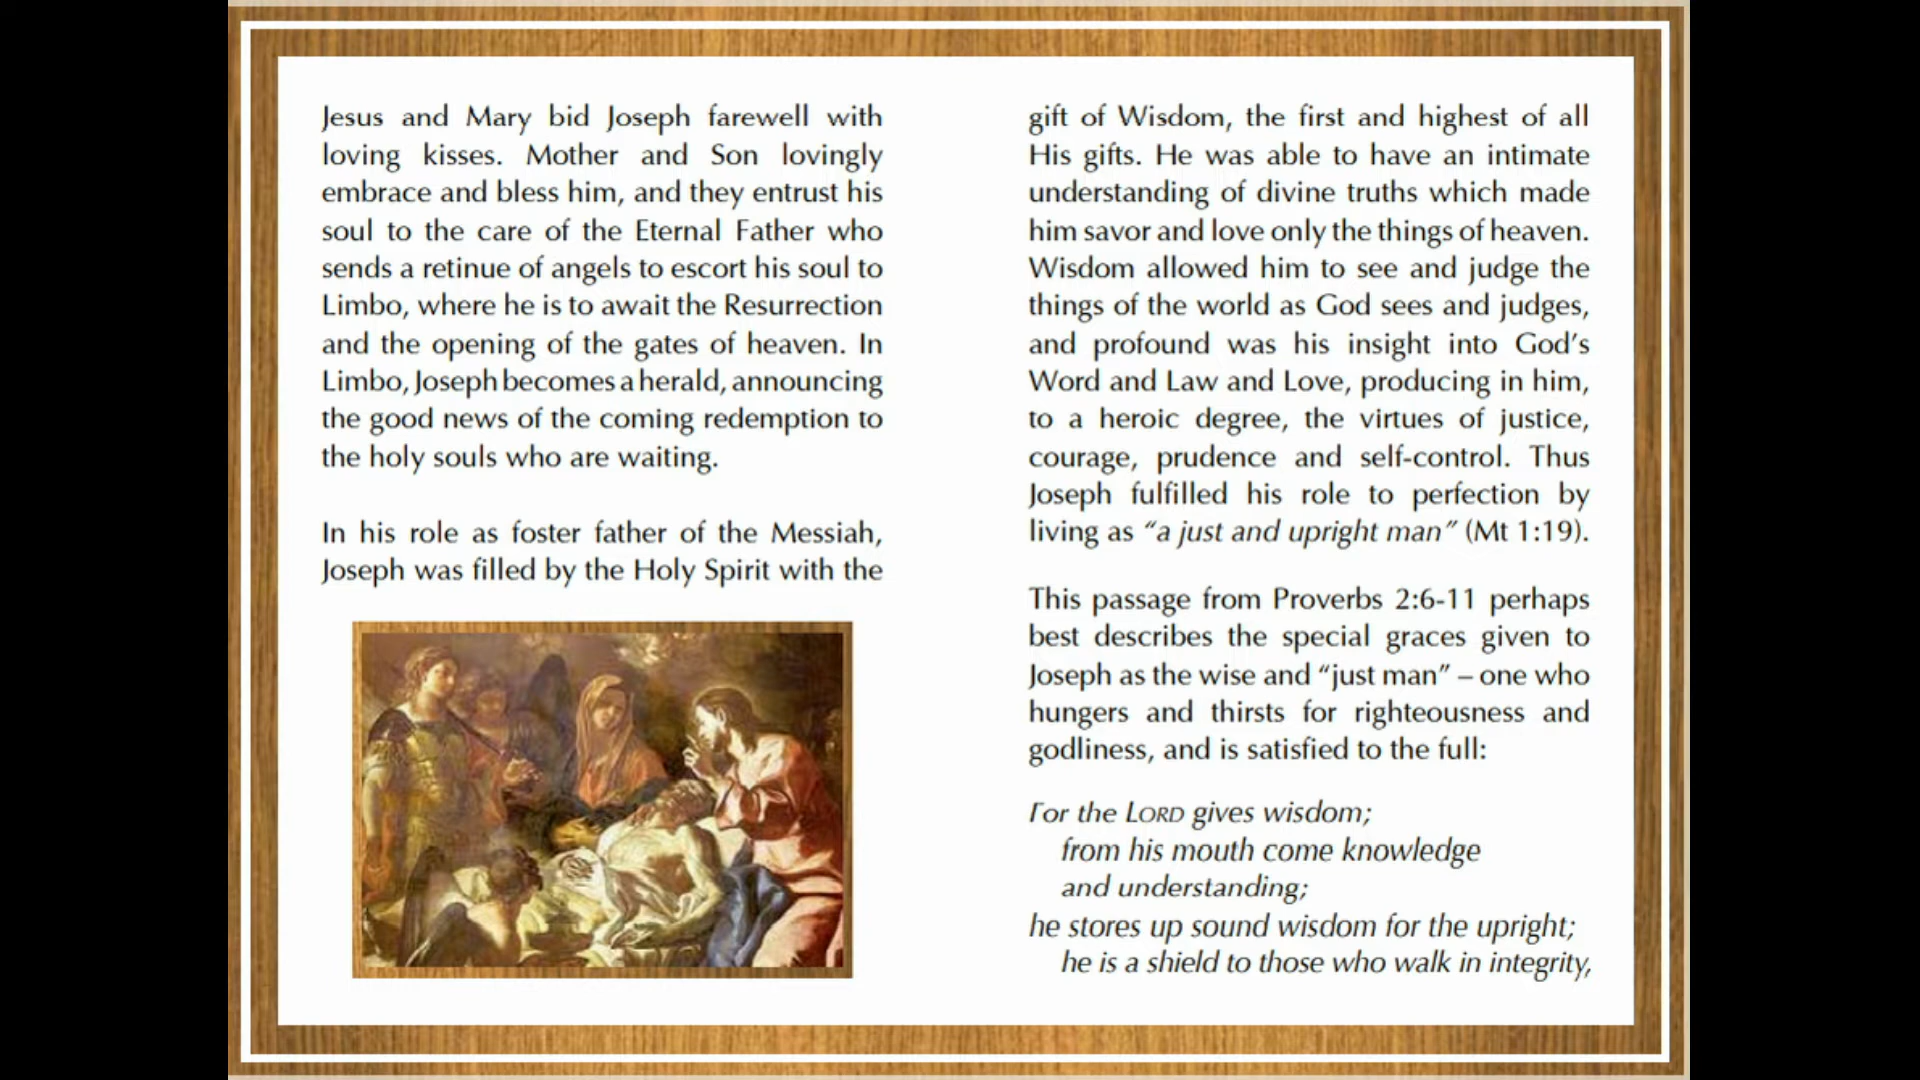 Jesus and Mary bid Joseph farewell with
loving kisses. Mother and Son lovingly
embrace and bless him, and they entrust his
soul to the care of the Eternal Father who
sends a retinue of angels to escort his soul to
Limbo, where he is to await the Resurrection
and the opening of the gates of heaven. In
Limbo, Joseph becomes a herald, announcing
the good news of the coming redemption to
the holy souls who are waiting.
In his role as foster father of the Messiah,
Joseph was filled by the Holy Spirit with the
gift of Wisdom, the first and highest of all
His gifts. He was able to have an intimate
understanding of divine truths which made
him savor and love only the things of heaven.
Wisdom allowed him to see and judge the
things of the world as God sees and judges,
and profound was his insight into God's
Word and Law and Love, producing in him,
to a heroic degree, the virtues of justice,
courage, prudence and self-control. Thus
Joseph fulfilled his role to perfection by
living as "a just and upright man" (Mt 1:19).
This passage from Proverbs 2:6-11 perhaps
best describes the special graces given to
Joseph as the wise and "just man" – one who
hungers and thirsts for righteousness and
godliness, and is satisfied to the full:
For the LORD gives wisdom;
from his mouth come knowledge
and understanding;
he stores up sound wisdom for the upright;
he is a shield to those who walk in integrity,